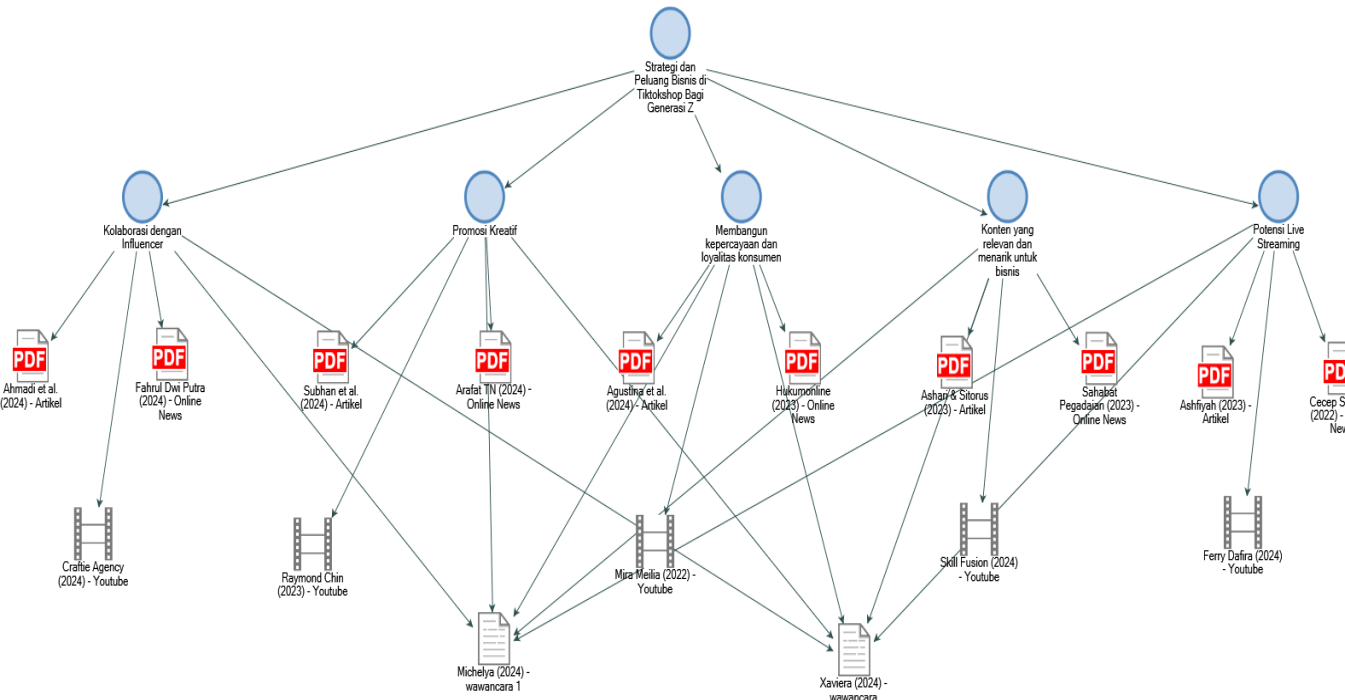 Strategi dan
Peluang Bisnis di
Tiktokshop Bagi
Generasi Z
Kolaborasi dengan
Influencer
Promosi Kreatif
Membangun
kepercayaan dan
loyalitas konsumen
Konten yang
relevan dan
menarik untuk
bisnis
Potensi Live
Streaming
PDF
Ahmadi et al.
(2024) - Artikel
PDF
Fahrul Dwi Putra
(2024) - Online
News
PDF
Subhan et al.
(2024) - Artikel
PDF
Arafat TN (2024) -
Online News
PDF
Agustina et al.
(2024) - Artikel
PDF
Hukumonline
(2023) - Online
News
PDF
Ashari & Sitorus
(2023) - Artikel
PDF
Sahabat
Pegadaian (2023) -
Online News
PDF
Ashfiyah (2023) -
Artikel
Cecep S
(2022) -
Craftie Agency
(2024) - Youtube
Raymond Chin
(2023) - Youtube
Mira Meilia (2022) -
Youtube
Skill Fusion (2024)
- Youtube
Ferry Dafira (2024)
- Youtube
Michelya (2024) -
wawancara 1
Xaviera (2024) -
wawancara